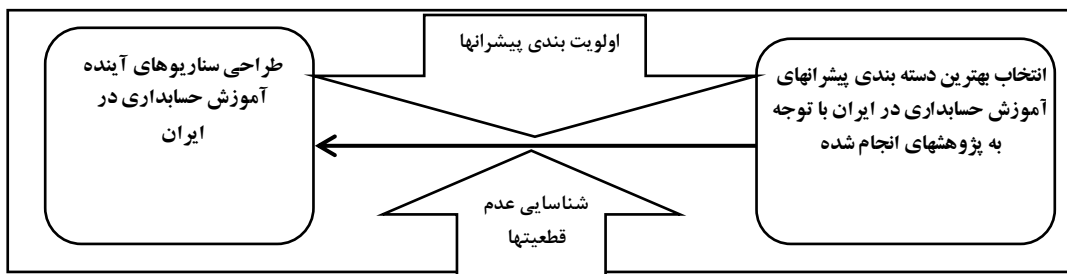 انتخاب بهترین دسته بندی پیشرانهای
آموزش حسابداری در ایران با توجه
به پژوهشهای انجام شده
اولویت بندی پیشرانها
شناسایی عدم
قطعیتها
طراحی سناریوهای آینده
آموزش حسابداری در
ایران